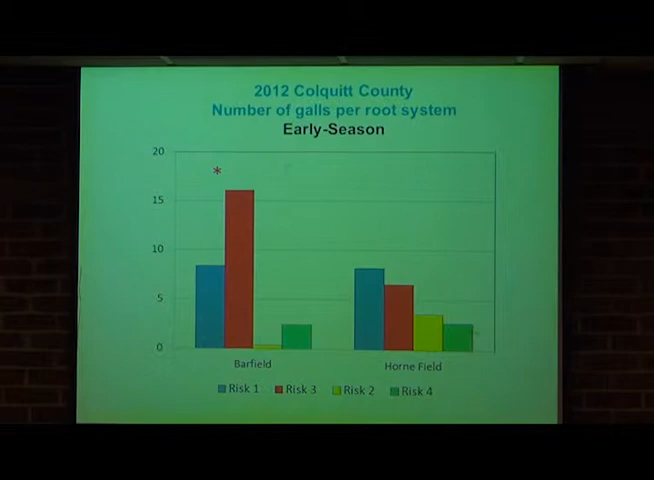 2012 Colquitt County
Number of galls per root system
Early-Season
20
*
15
10
5
0
Barfield
Horne Field
Risk 1
Risk 3
Risk 2
Risk 4